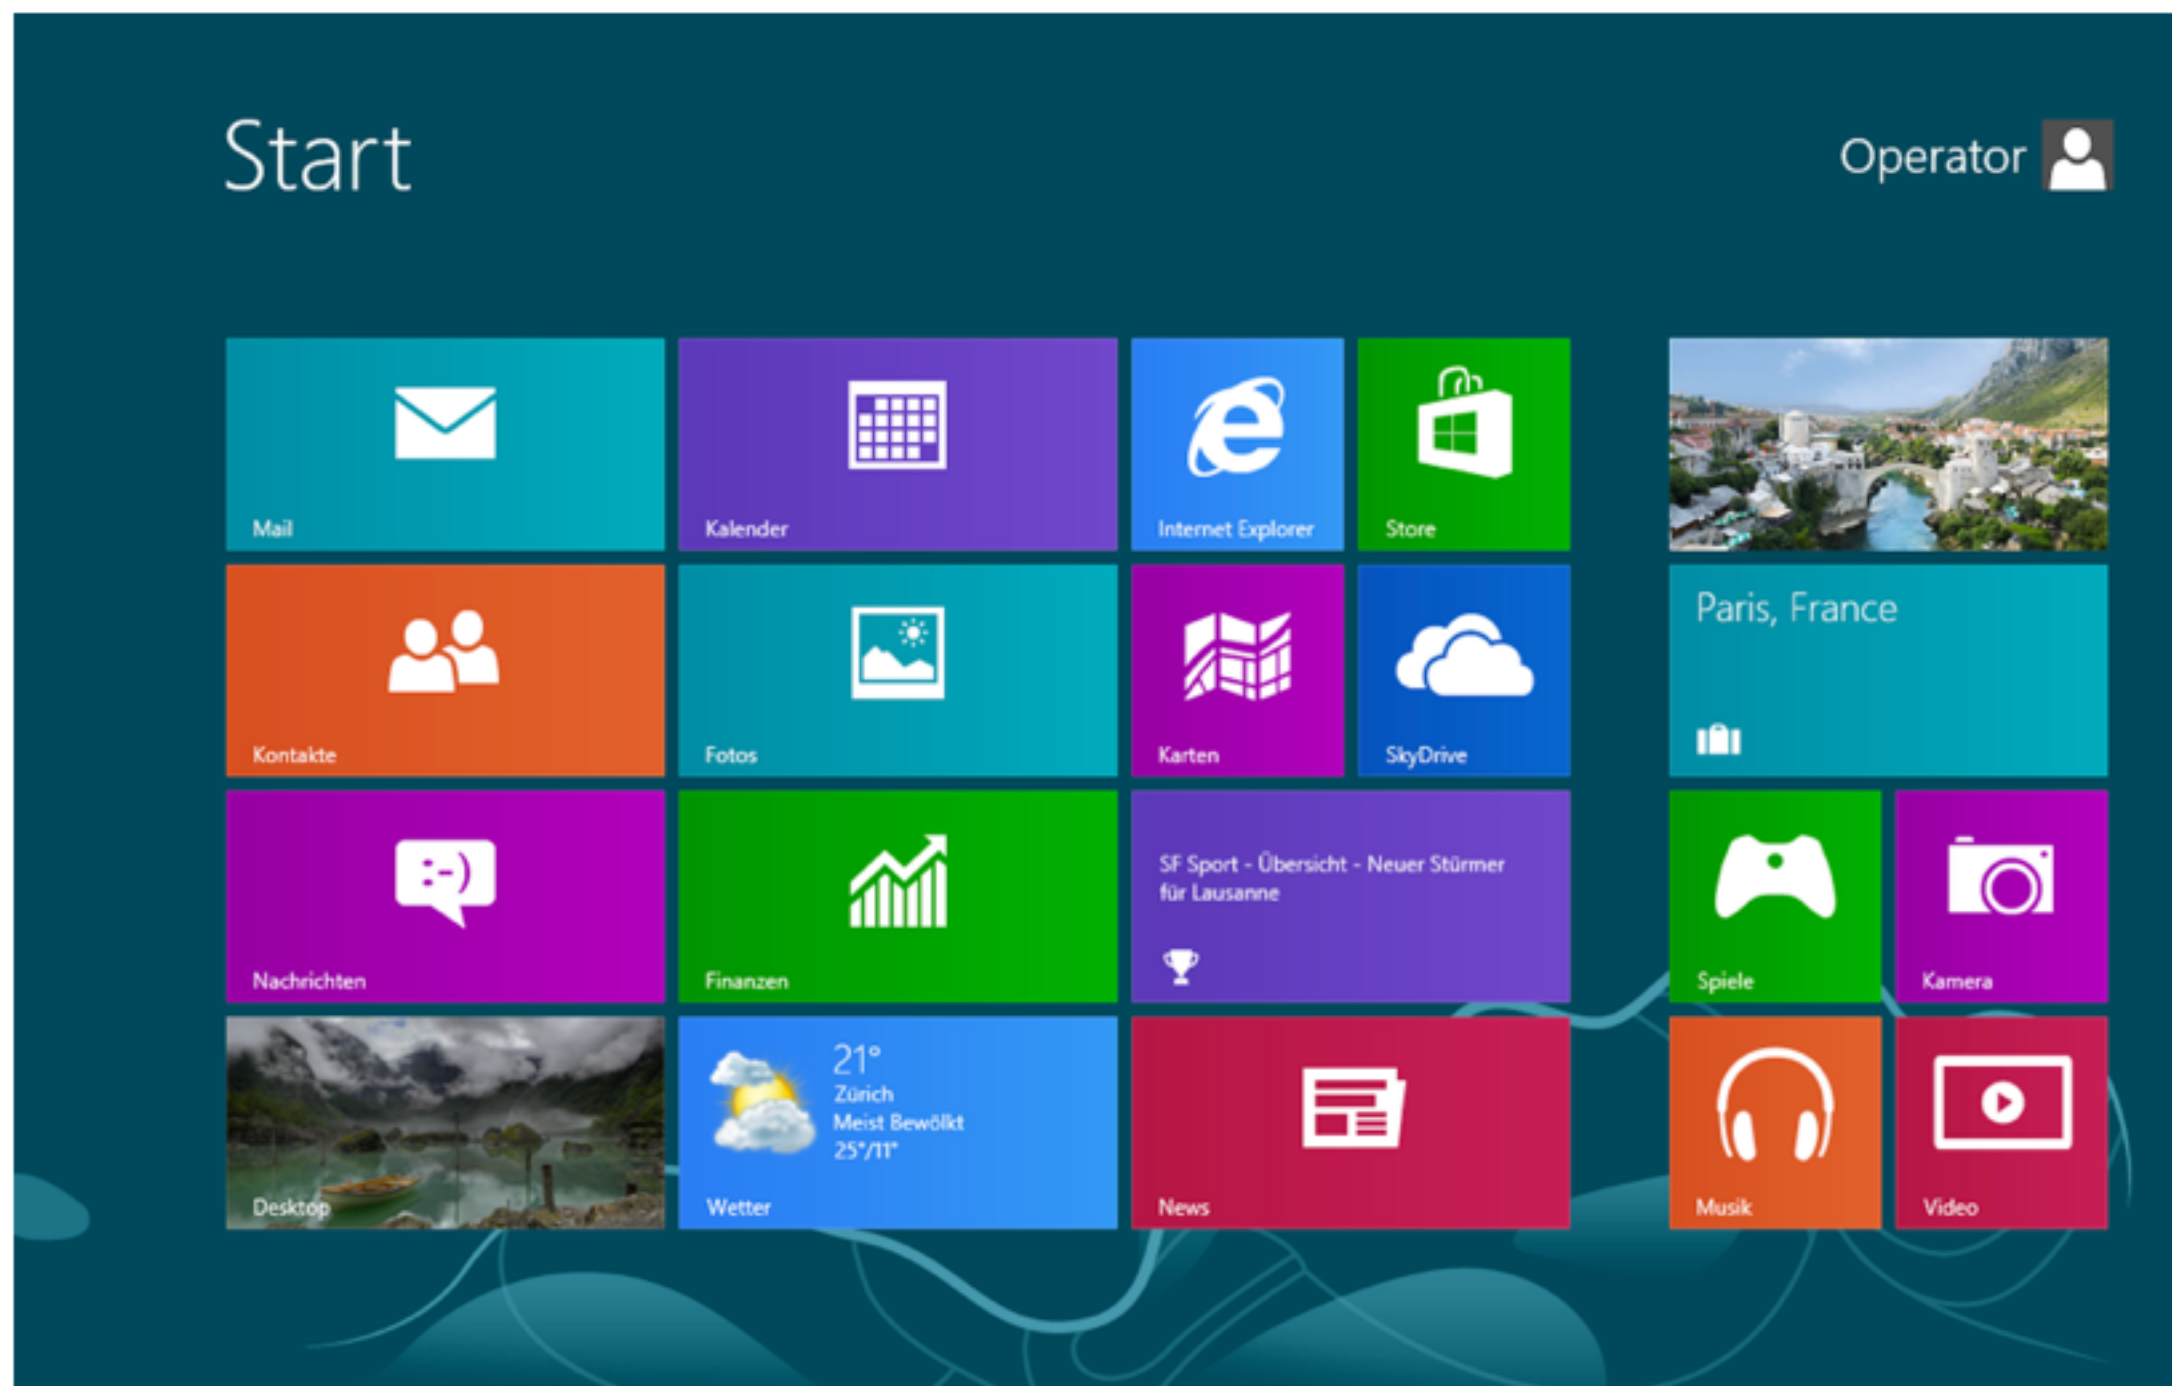 Start
Operator
Mail
Kalender
Internet Explorer
Store
Kontakte
Fotos
Karten
SkyDrive
Paris, France
:-)
Nachrichten
Finanzen
SF Sport - Übersicht - Neuer Stürmer
für Lausanne
Spiele
Kamera
Desktop
21°
Zürich
Meist Bewölkt
25°/11°
Wetter
News
Musik
Video